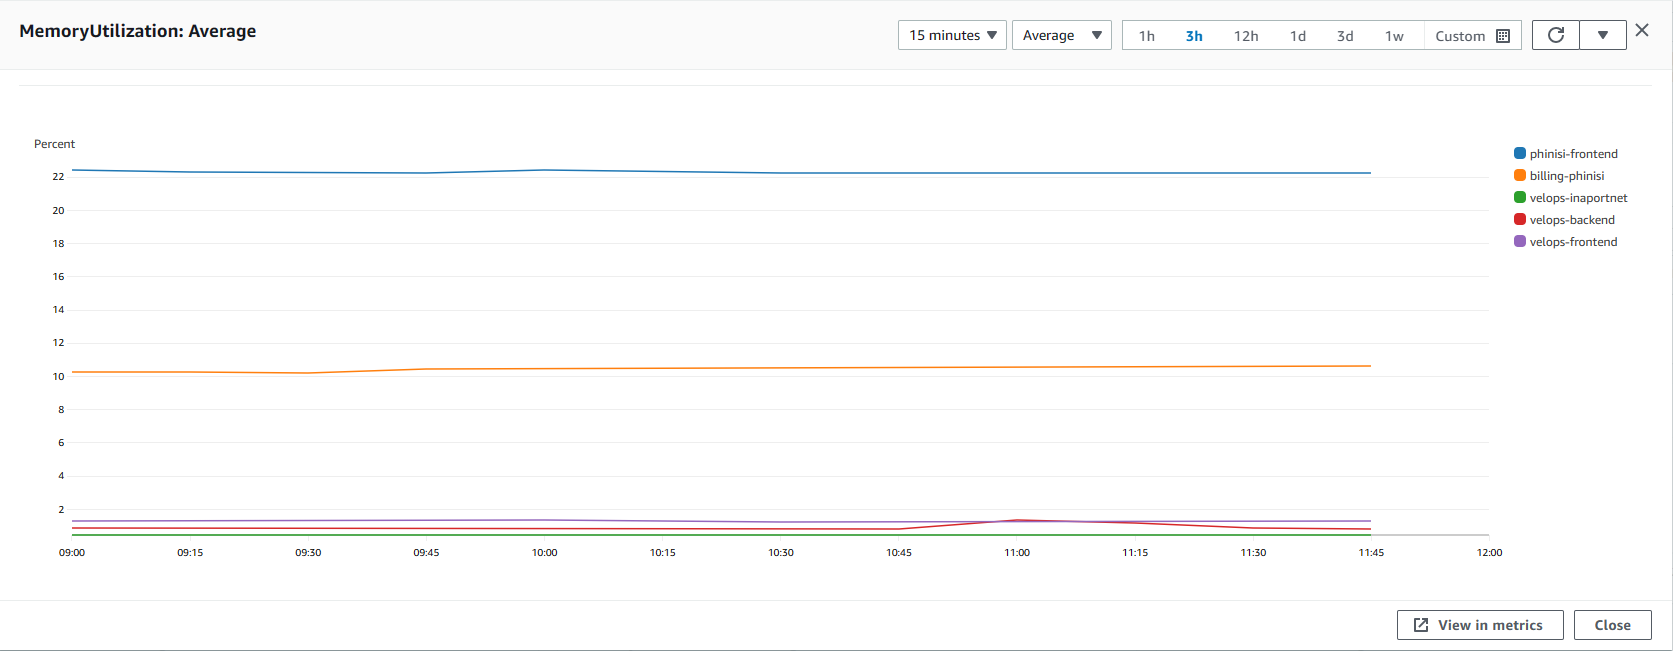 MemoryUtilization: Average
15 minutes
Average
1h 3h 12h 1d 3d 1w Custom
Percent
22
20
18
16
14
12
10
8
6
4
2
09:00 09:15 09:30 09:45 10:00 10:15 10:30 10:45 11:00 11:15 11:30 11:45 12:00
phinisi-frontend
billing-phinisi
velops-inaportnet
velops-backend
velops-frontend
View in metrics
Close